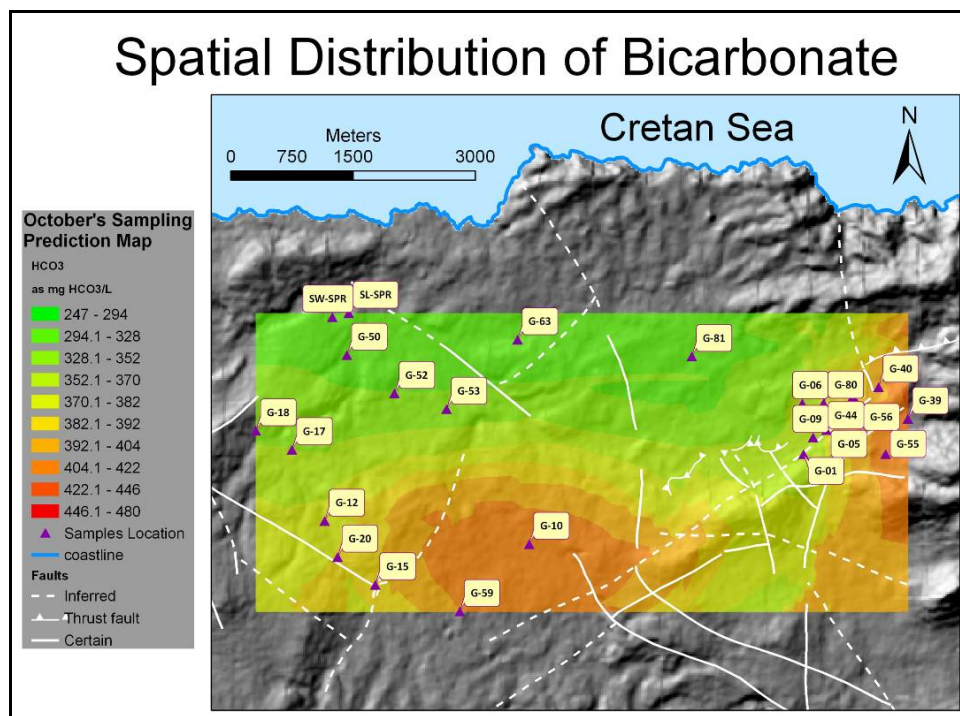 Spatial Distribution of Bicarbonate
Meters
0 750 1500 3000
Cretan Sea
N
October's Sampling
Prediction Map
HCO3
as mg HCO3/L
247 - 294
294.1 - 328
328.1 - 352
352.1 - 370
370.1 - 382
382.1 - 392
392.1 - 404
404.1 - 422
422.1 - 446
446.1 - 480
Samples Location
coastline
Faults
Inferred
Thrust fault
Certain
SW-SPR
SL-SPR
G-50
G-63
G-81
G-52
G-53
G-06
G-80
G-40
G-18
G-17
G-09
G-44
G-56
G-39
G-05
G-55
G-01
G-12
G-20
G-10
G-15
G-59